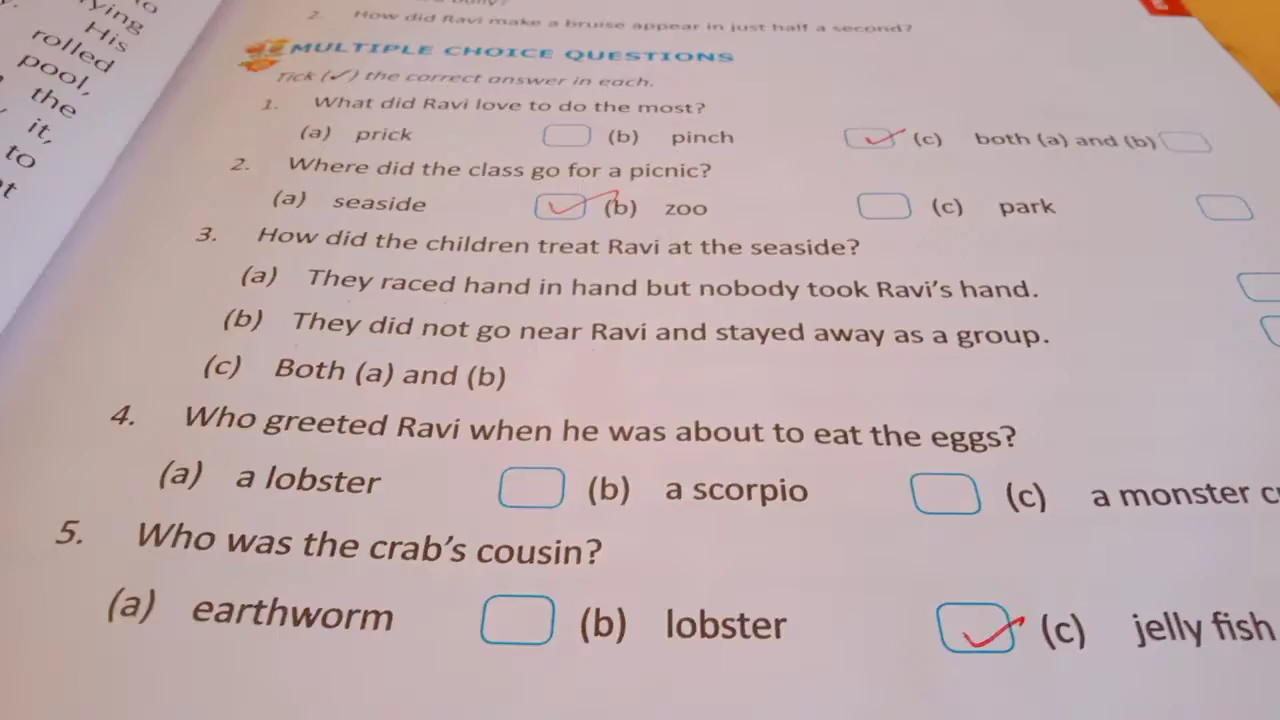 ying
His
rolled
pool,
the
it,
to
2. How did Ravi make a bruise appear in just half a second?
MULTIPLE CHOICE QUESTIONS
Tick (✓) the correct answer in each.
1. What did Ravi love to do the most?
(a) prick (b) pinch ✓ (c) both (a) and (b)
2. Where did the class go for a picnic?
(a) seaside ✓ (b) zoo (c) park
3. How did the children treat Ravi at the seaside?
(a) They raced hand in hand but nobody took Ravi's hand.
(b) They did not go near Ravi and stayed away as a group.
(c) Both (a) and (b)
4. Who greeted Ravi when he was about to eat the eggs?
(a) a lobster (b) a scorpio (c) a monster
5. Who was the crab's cousin?
(a) earthworm (b) lobster ✓ (c) jelly fish